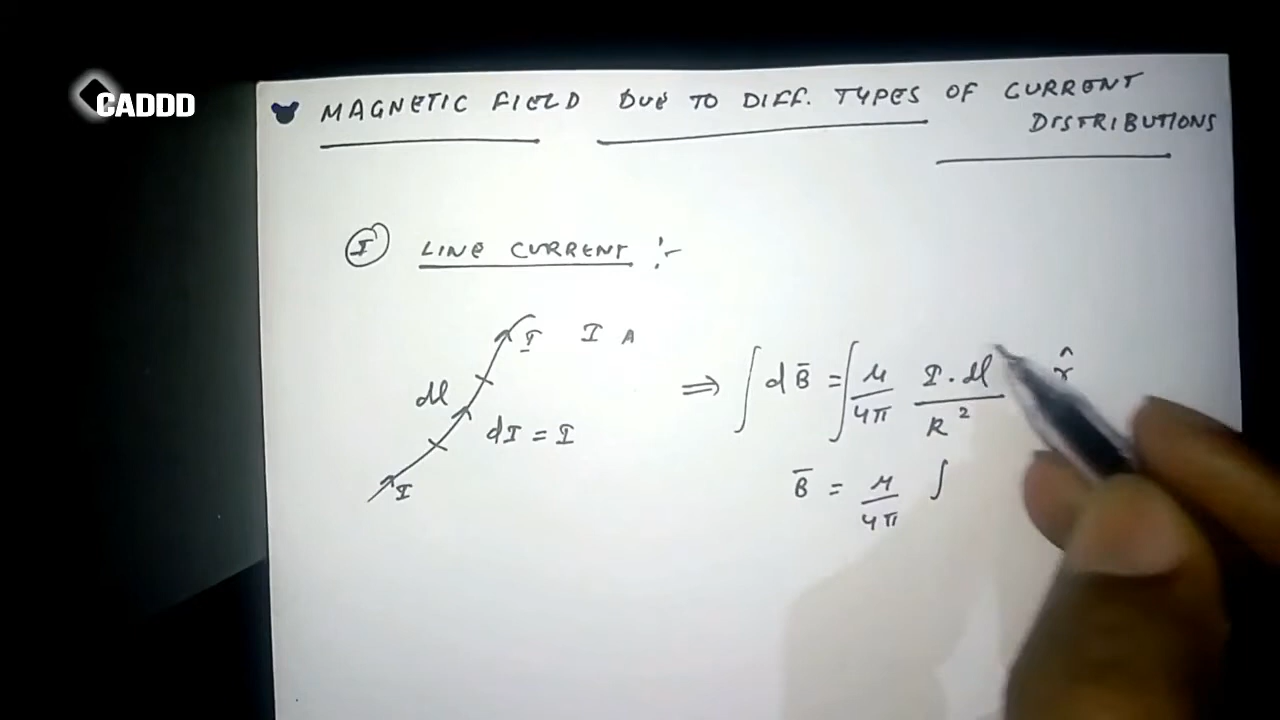 CADDD
MAGNETIC FIELD DUE TO DIFF. TYPES OF CURRENT
DISTRIBUTIONS
I LINE CURRENT :-
I I A
dl
dI = I
I
⇒ ∫ dB̄ = ∫ μ/4π I·dl/R² r̂
B̄ = μ/4π ∫